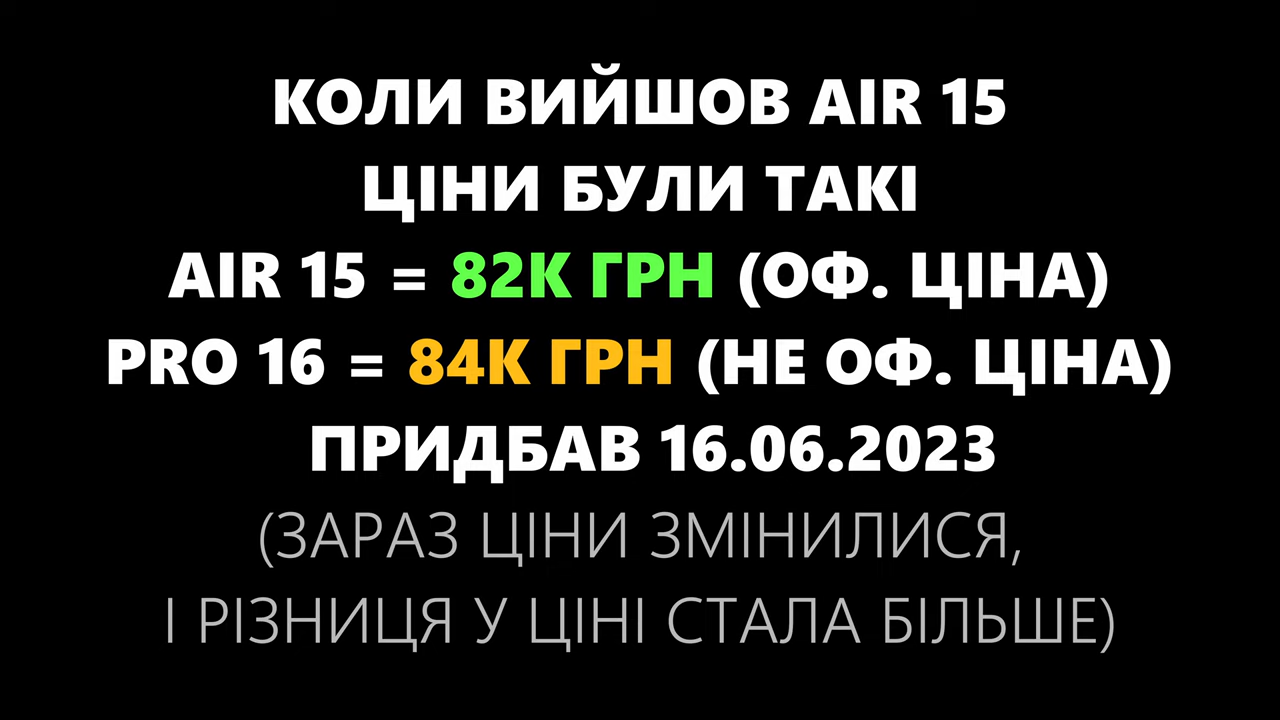 КОЛИ ВИЙШОВ AIR 15
ЦІНИ БУЛИ ТАКІ
AIR 15 = 82К ГРН (ОФ. ЦІНА)
PRO 16 = 84К ГРН (НЕ ОФ. ЦІНА)
ПРИДБАВ 16.06.2023
(ЗАРАЗ ЦІНИ ЗМІНИЛИСЯ,
І РІЗНИЦЯ У ЦІНІ СТАЛА БІЛЬШЕ)